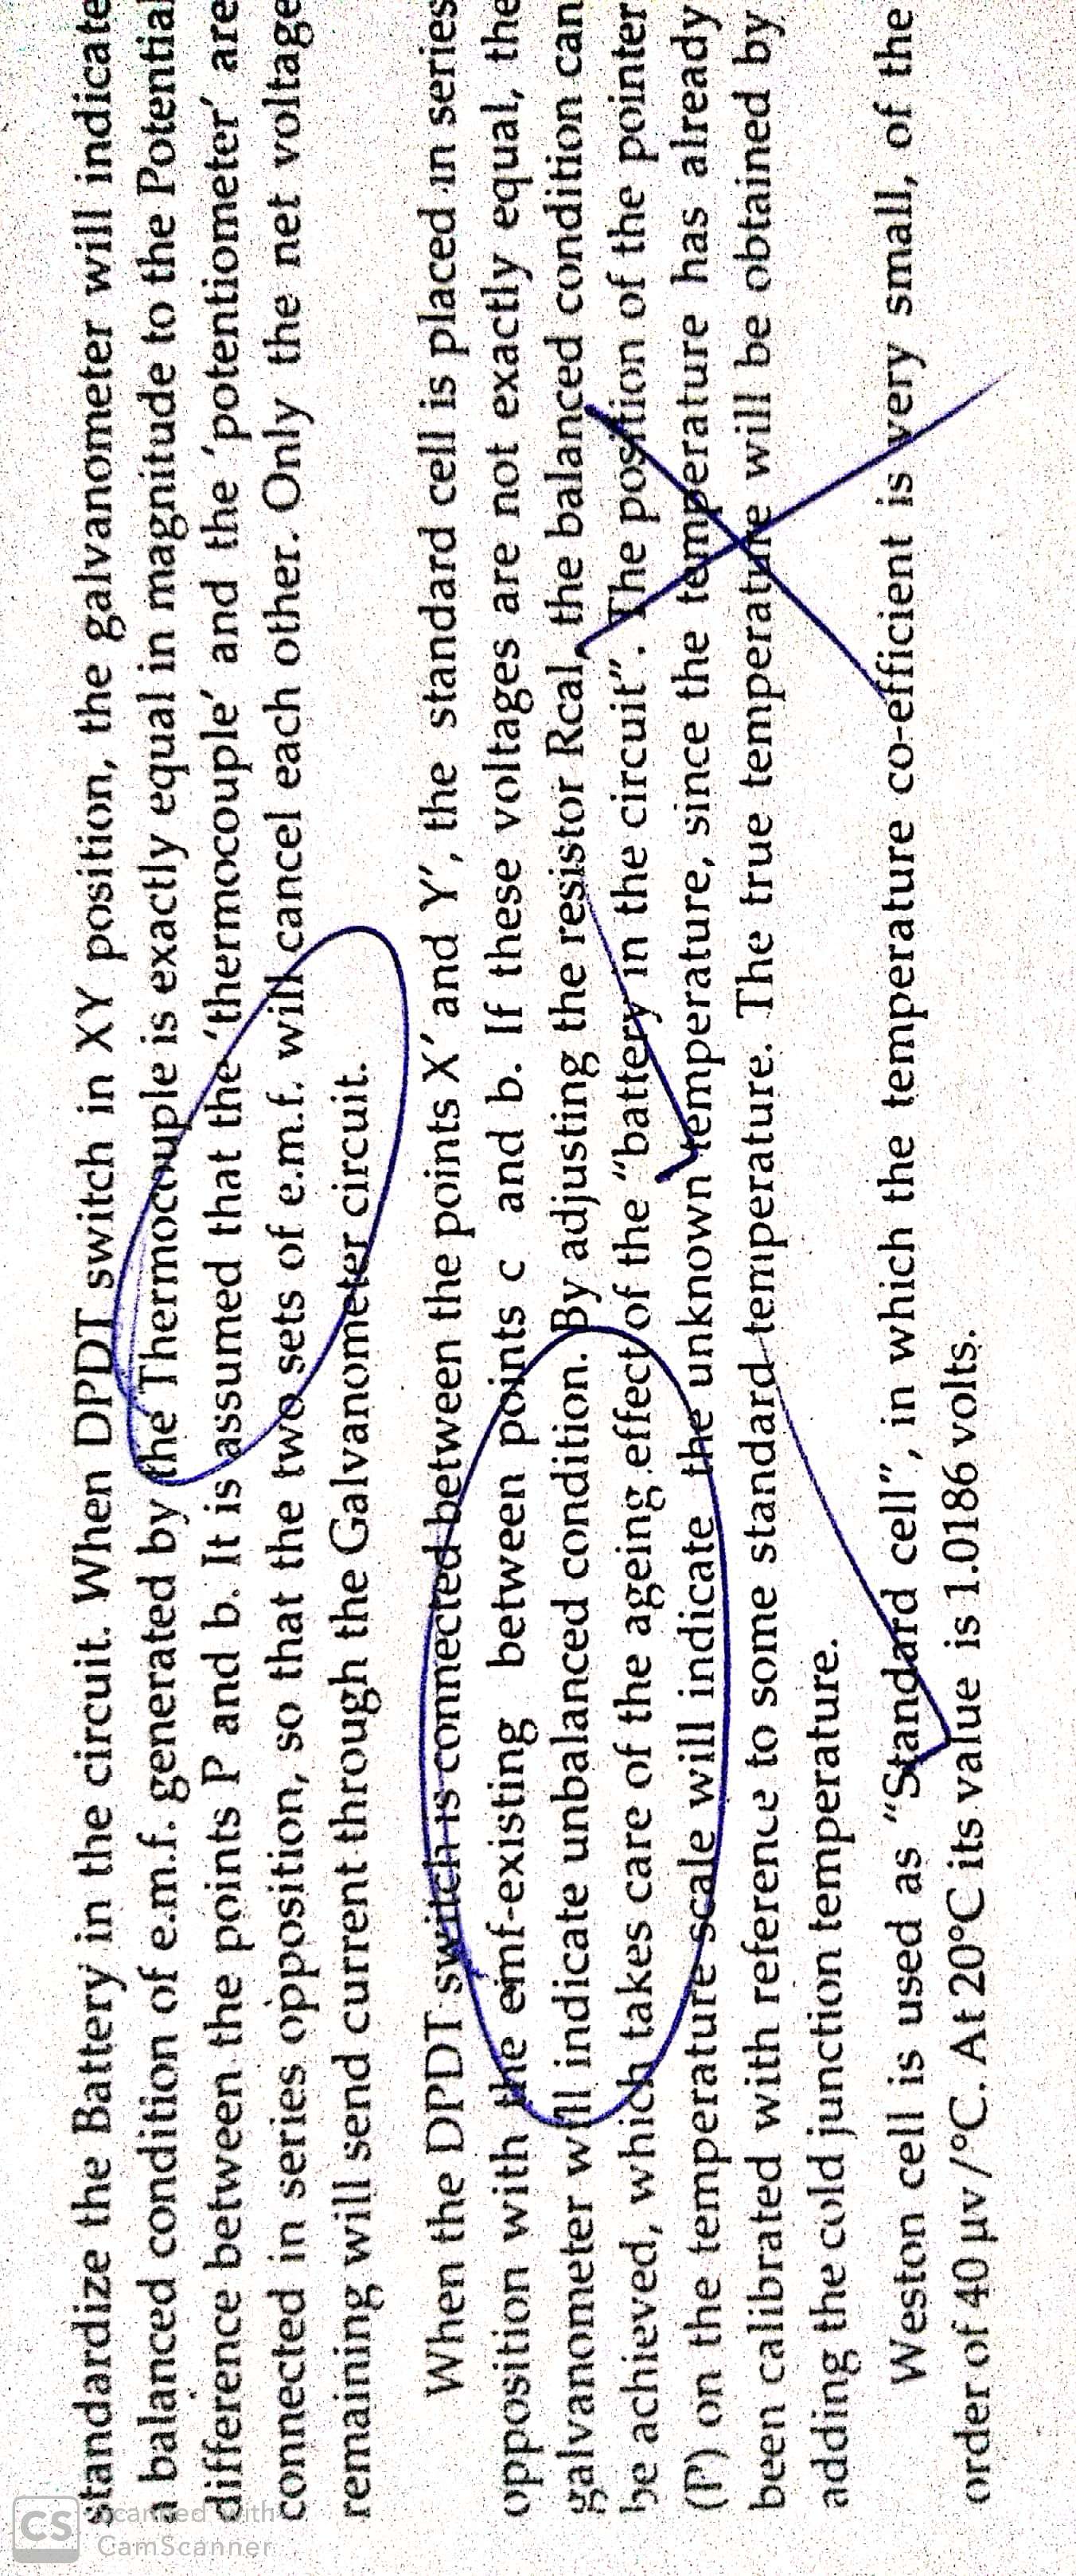 standardize the Battery in the circuit. When DPDT switch in XY position, the galvanometer will indicate
a balanced condition of e.m.f. generated by the Thermocouple is exactly equal in magnitude to the Potential
difference between the points P and b. It is assumed that the ‘thermocouple’ and the ‘potentiometer’ are
connected in series opposition, so that the two sets of e.m.f. will cancel each other. Only the net voltage
remaining will send current through the Galvanometer circuit.
When the DPDT switch is connected between the points X′ and Y′, the standard cell is placed in series
opposition with the emf-existing between points c and b. If these voltages are not exactly equal, the
galvanometer will indicate unbalanced condition. By adjusting the resistor Rcal, the balanced condition can
be achieved, which takes care of the ageing effect of the “battery in the circuit”. The position of the pointer
(P) on the temperature scale will indicate the unknown temperature, since the temperature has already
been calibrated with reference to some standard temperature. The true temperature will be obtained by
adding the cold junction temperature.
Weston cell is used as “Standard cell”, in which the temperature co-efficient is very small, of the
order of 40 μv/°C. At 20°C its value is 1.0186 volts.
CS
Scanned with
CamScanner